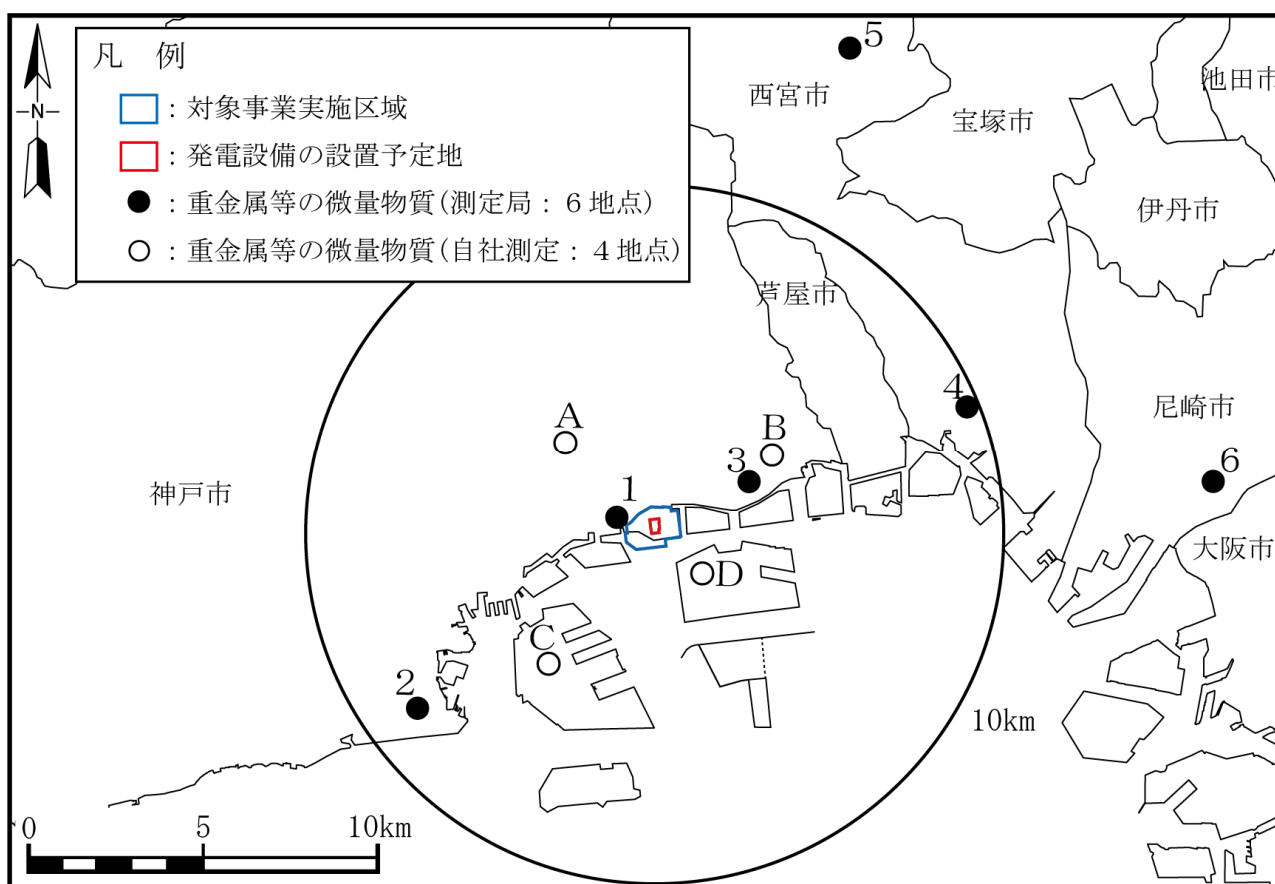 凡　例
：対象事業実施区域
：発電設備の設置予定地
：重金属等の微量物質(測定局：６地点)
：重金属等の微量物質(自社測定：４地点)
N
5
西宮市
池田市
宝塚市
伊丹市
芦屋市
4
尼崎市
A
B
3
6
神戸市
1
大阪市
D
C
2
10km
0
5
10km